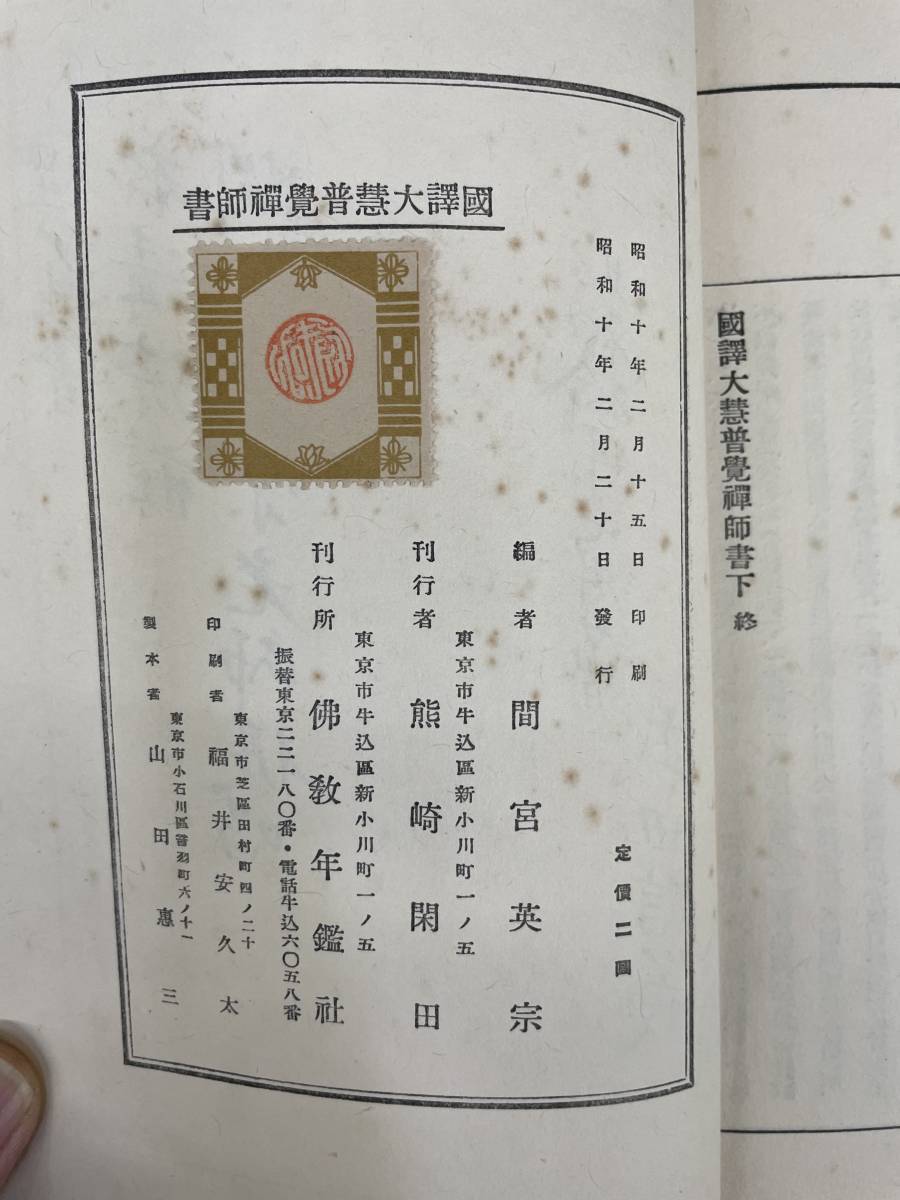 國譯大慧普覺禪師書下 終
國譯大慧普覺禪師書
昭和十年二月十五日印刷
昭和十年二月二十日發行
定價二圓
編者 間宮英宗
東京市牛込區新小川町一ノ五
刊行者 熊崎閑田
東京市牛込區新小川町一ノ五
刊行所 佛敎年鑑社
振替東京二二一八〇番・電話牛込六〇五八番
東京市芝區田村町四ノ二十
印刷者 福井安久太
東京市小石川區音羽町六ノ十一
製本者 山田惠三